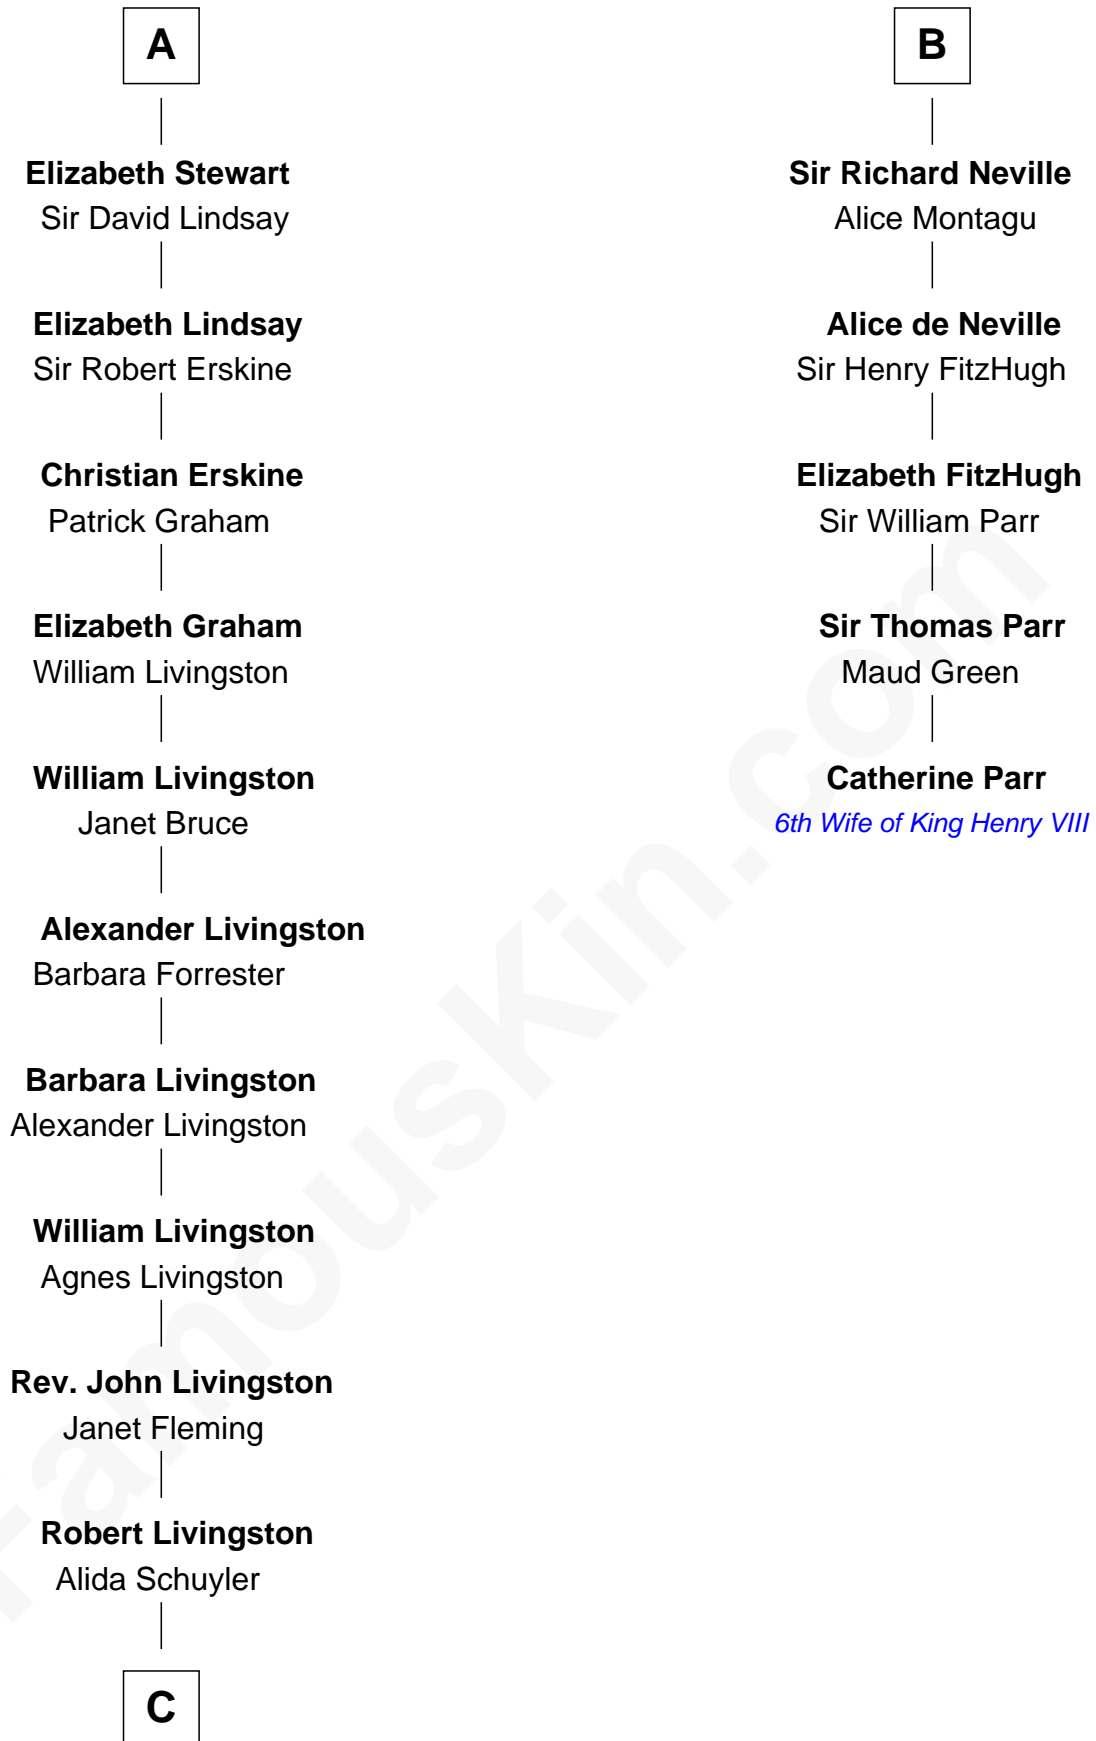 A
Elizabeth Stewart
Sir David Lindsay
Elizabeth Lindsay
Sir Robert Erskine
Christian Erskine
Patrick Graham
Elizabeth Graham
William Livingston
William Livingston
Janet Bruce
Alexander Livingston
Barbara Forrester
Barbara Livingston
Alexander Livingston
William Livingston
Agnes Livingston
Rev. John Livingston
Janet Fleming
Robert Livingston
Alida Schuyler
C
B
Sir Richard Neville
Alice Montagu
Alice de Neville
Sir Henry FitzHugh
Elizabeth FitzHugh
Sir William Parr
Sir Thomas Parr
Maud Green
Catherine Parr
6th Wife of King Henry VIII
FamousKin.com